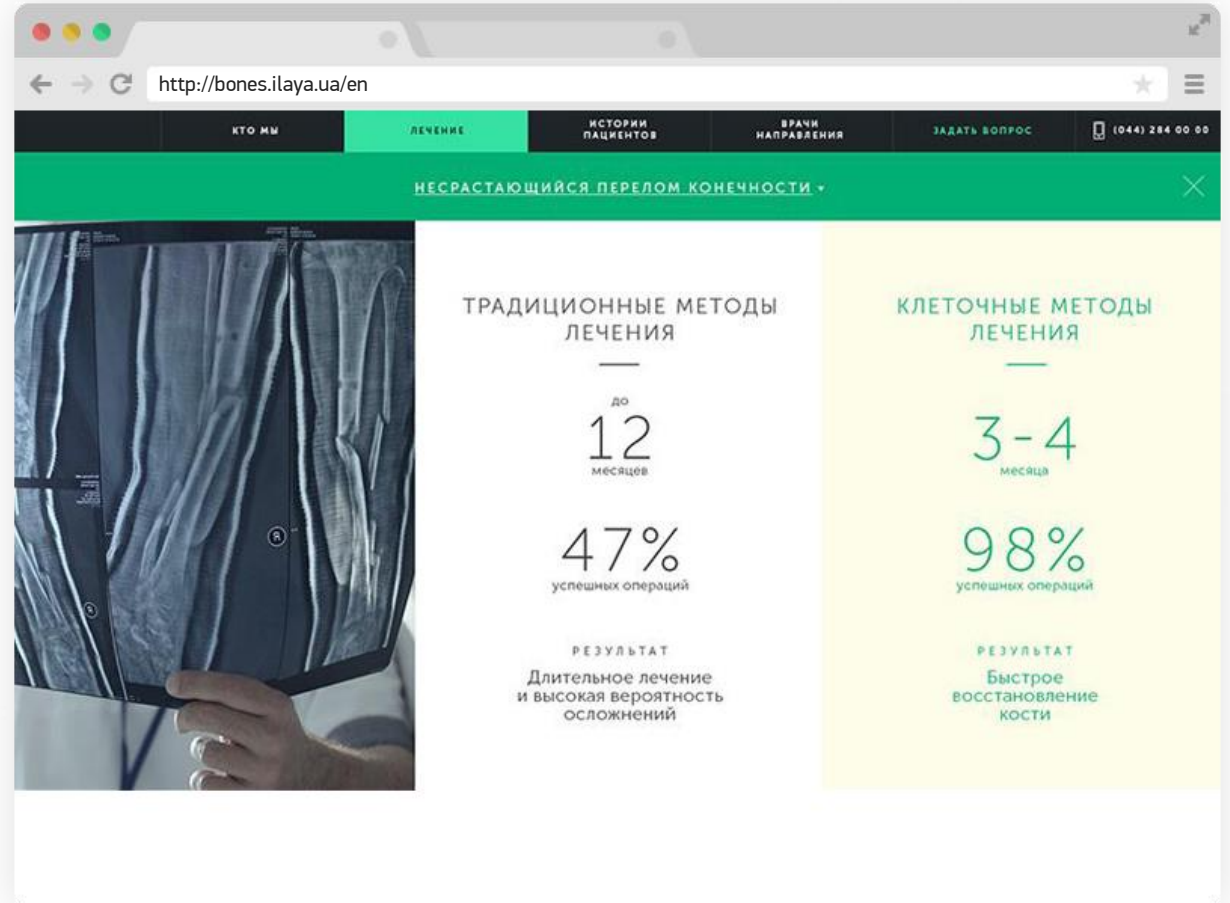 http://bones.ilaya.ua/en
КТО МЫ
ЛЕЧЕНИЕ
ИСТОРИИ
ПАЦИЕНТОВ
ВРАЧИ
НАПРАВЛЕНИЯ
ЗАДАТЬ ВОПРОС
(044) 284 00 00
НЕСРАСТАЮЩИЙСЯ ПЕРЕЛОМ КОНЕЧНОСТИ
ТРАДИЦИОННЫЕ МЕТОДЫ
ЛЕЧЕНИЯ
до
12
месяцев
47%
успешных операций
РЕЗУЛЬТАТ
Длительное лечение
и высокая вероятность
осложнений
КЛЕТОЧНЫЕ МЕТОДЫ
ЛЕЧЕНИЯ
3-4
месяца
98%
успешных операций
РЕЗУЛЬТАТ
Быстрое
восстановление
кости